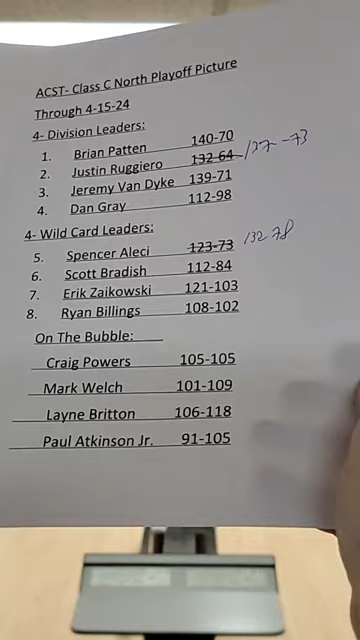 ACST- Class C North Playoff Picture
Through 4-15-24
4- Division Leaders:
1. Brian Patten 140-70
2. Justin Ruggiero 132-64 127-73
3. Jeremy Van Dyke 139-71
4. Dan Gray 112-98
4- Wild Card Leaders:
5. Spencer Aleci 123-73 132 78
6. Scott Bradish 112-84
7. Erik Zaikowski 121-103
8. Ryan Billings 108-102
On The Bubble:
Craig Powers 105-105
Mark Welch 101-109
Layne Britton 106-118
Paul Atkinson Jr. 91-105